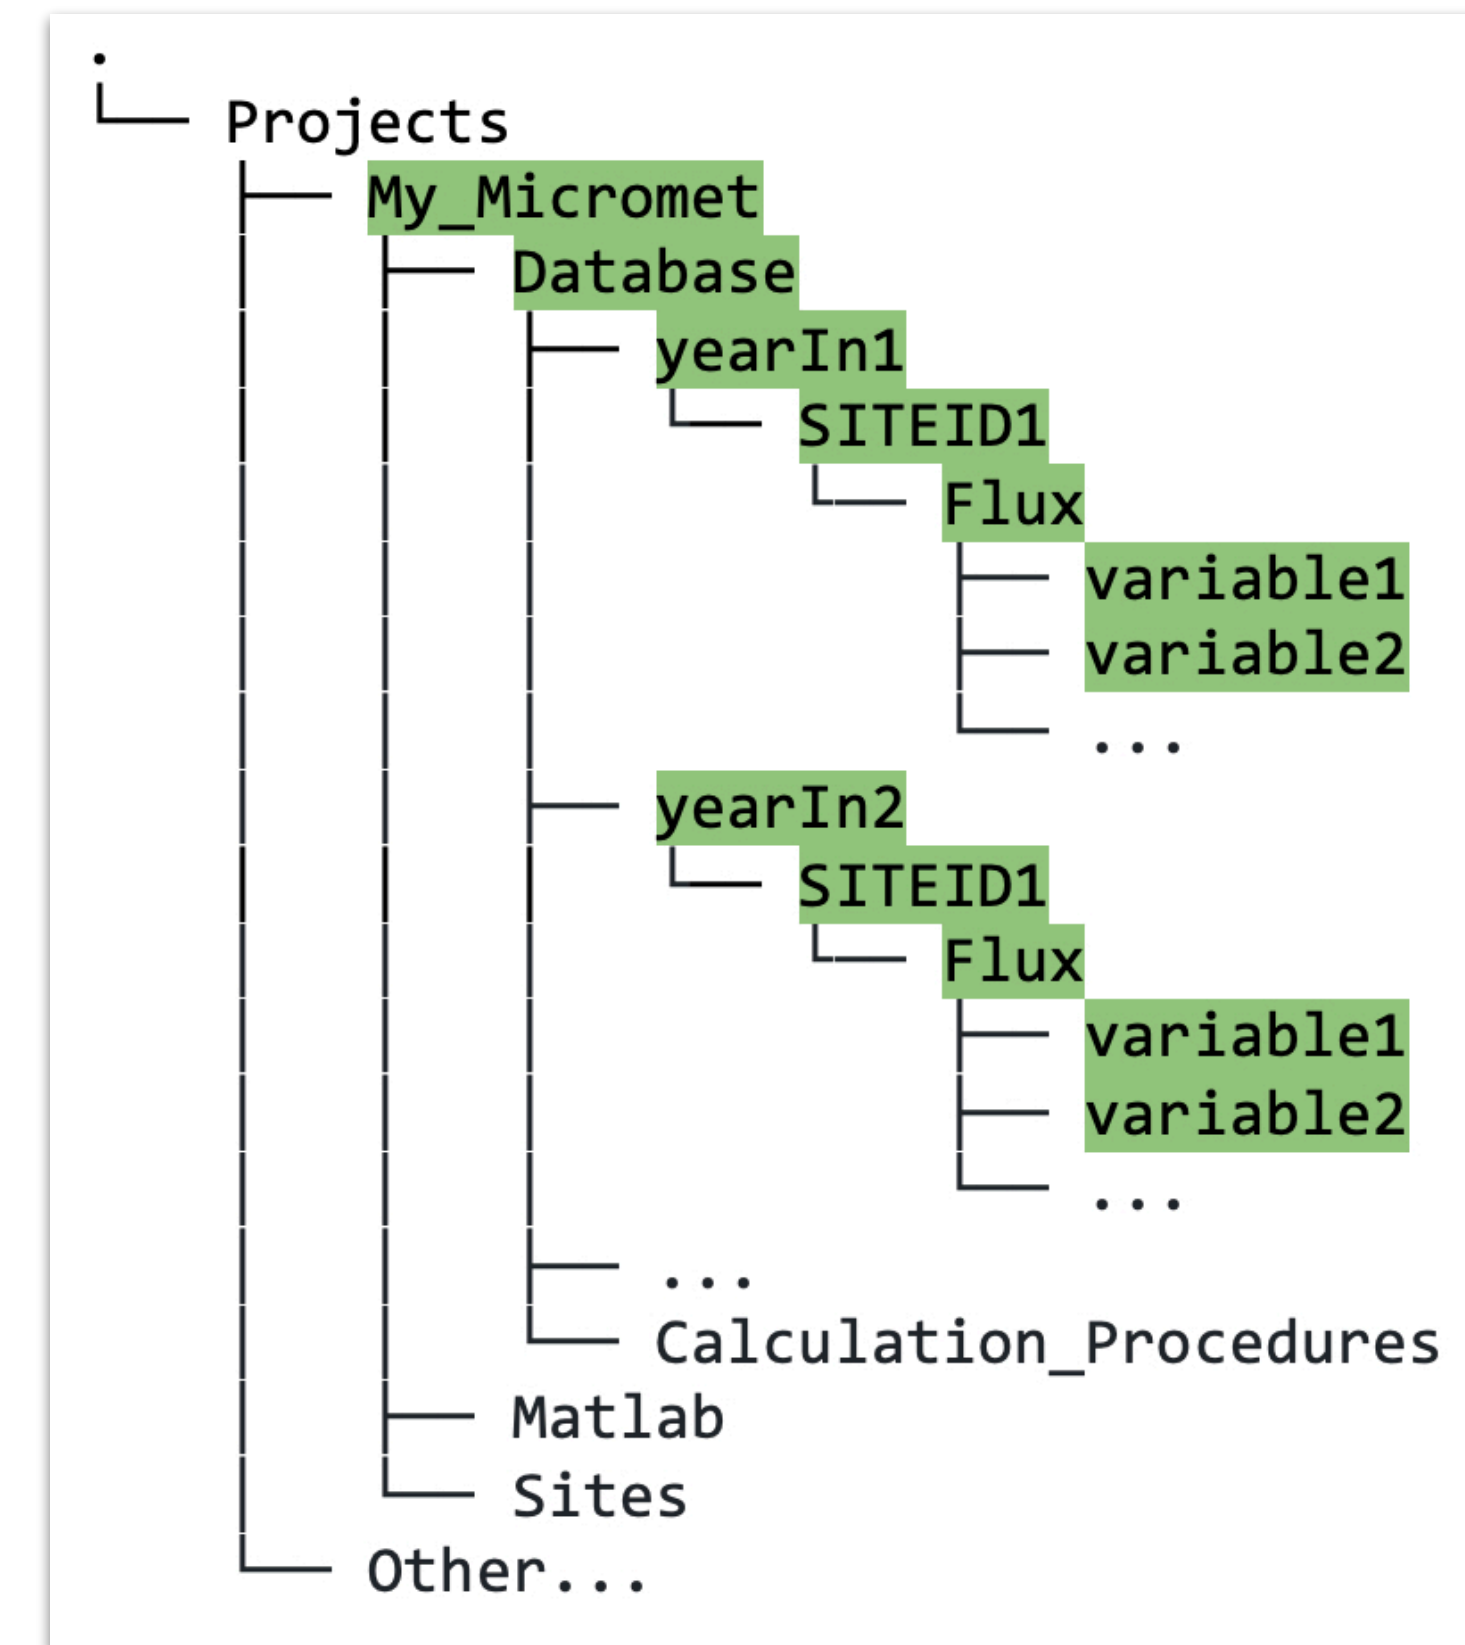 .
Projects
My_Micromet
Database
yearIn1
SITEID1
Flux
variable1
variable2
...
yearIn2
SITEID1
Flux
variable1
variable2
...
...
Calculation_Procedures
Matlab
Sites
Other...